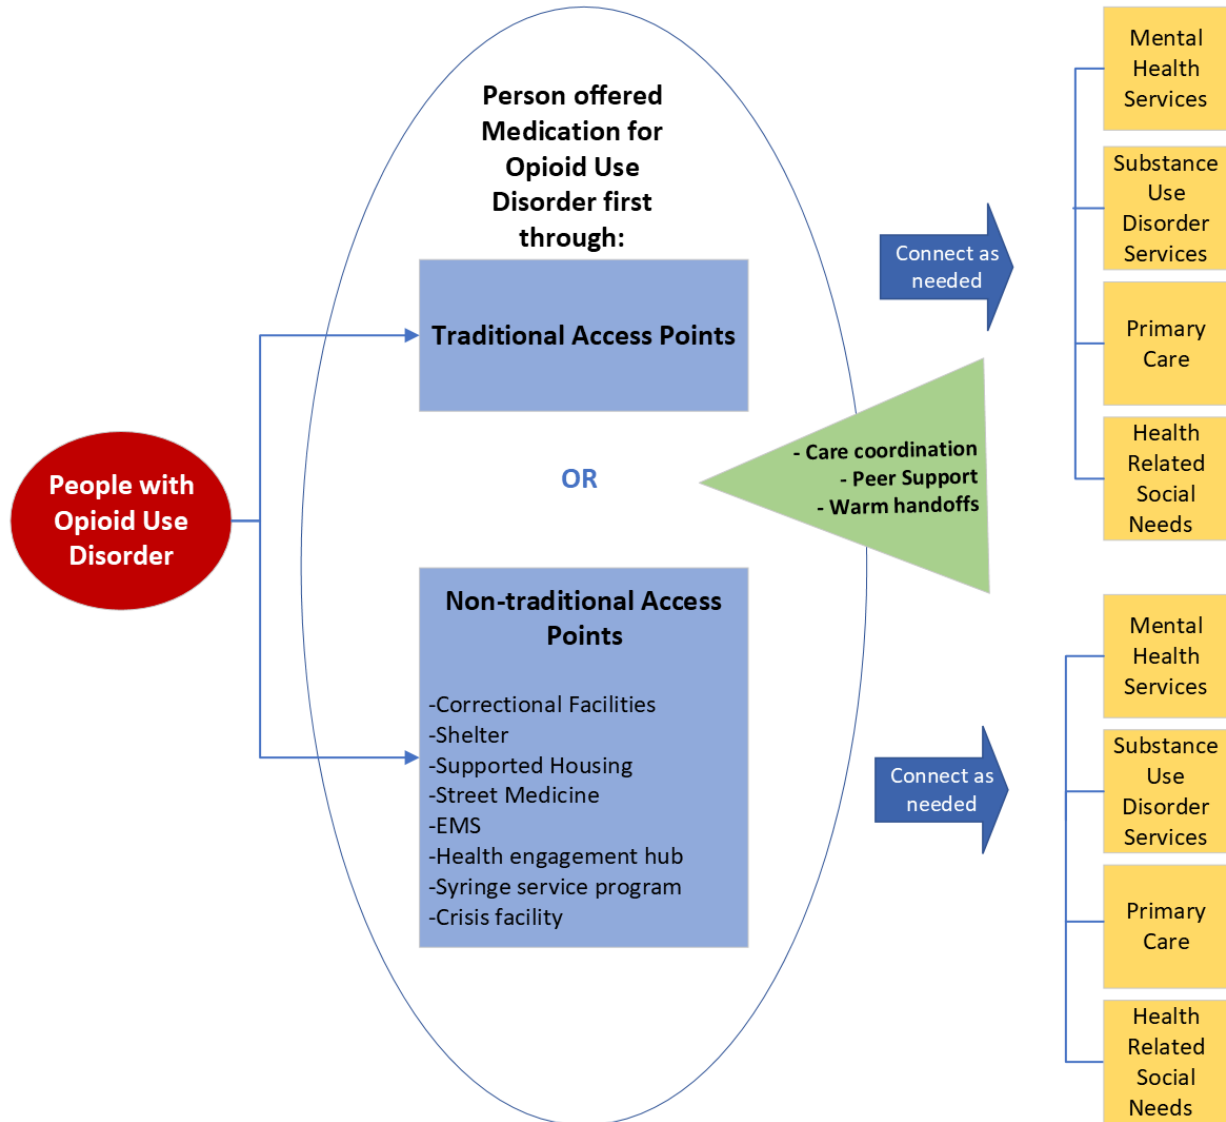 People with
Opioid Use
Disorder
Person offered
Medication for
Opioid Use
Disorder first
through:
Traditional Access Points
OR
Non-traditional Access
Points
-Correctional Facilities
-Shelter
-Supported Housing
-Street Medicine
-EMS
-Health engagement hub
-Syringe service program
-Crisis facility
- Care coordination
- Peer Support
- Warm handoffs
Connect as
needed
Mental
Health
Services
Substance
Use
Disorder
Services
Primary
Care
Health
Related
Social
Needs
Connect as
needed
Mental
Health
Services
Substance
Use
Disorder
Services
Primary
Care
Health
Related
Social
Needs